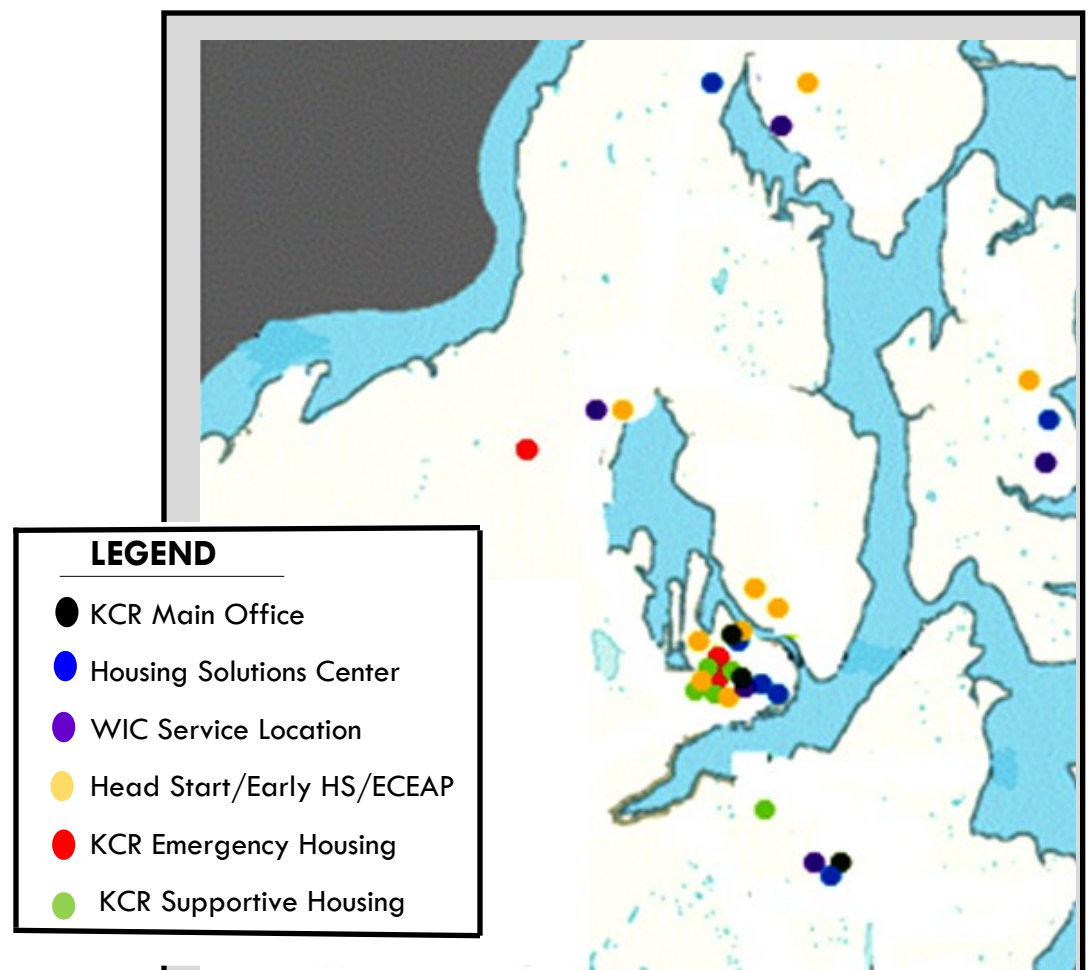 LEGEND
KCR Main Office
Housing Solutions Center
WIC Service Location
Head Start/Early HS/ECEAP
KCR Emergency Housing
KCR Supportive Housing